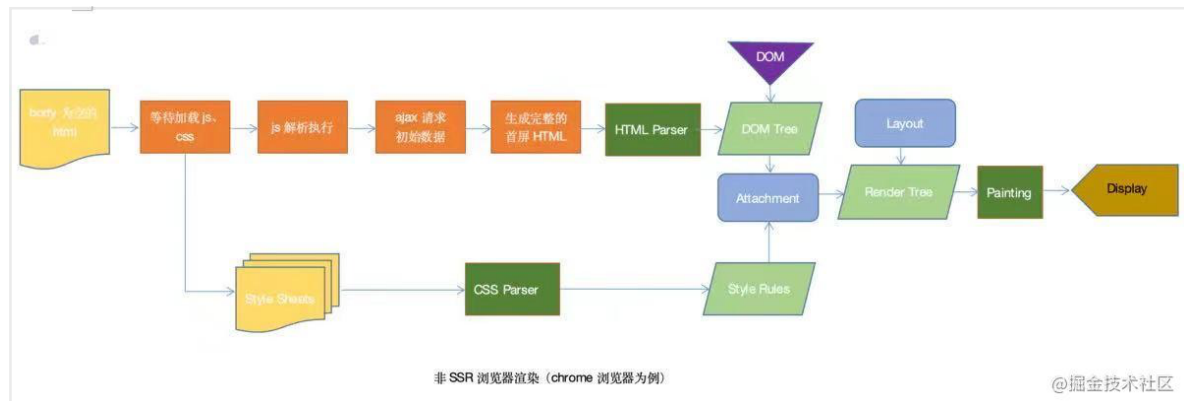 DOM
body 为空的
html
等待加载 js、
css
js 解析执行
ajax 请求
初始数据
生成完整的
首屏 HTML
HTML Parser
DOM Tree
Layout
Attachment
Render Tree
Painting
Display
Style Sheets
CSS Parser
Style Rules
非 SSR 浏览器渲染（chrome 浏览器为例）
@掘金技术社区